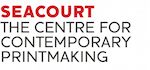 SEACOURT
THE CENTRE FOR
CONTEMPORARY
PRINTMAKING